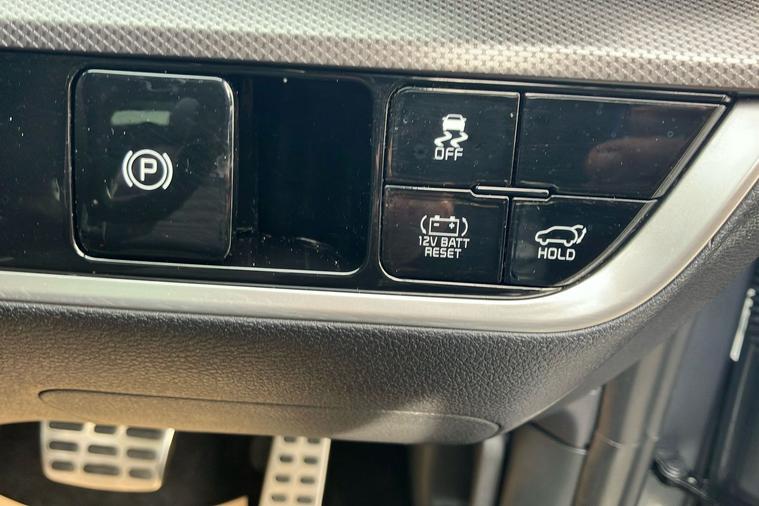 P
OFF
12V BATT
RESET
HOLD